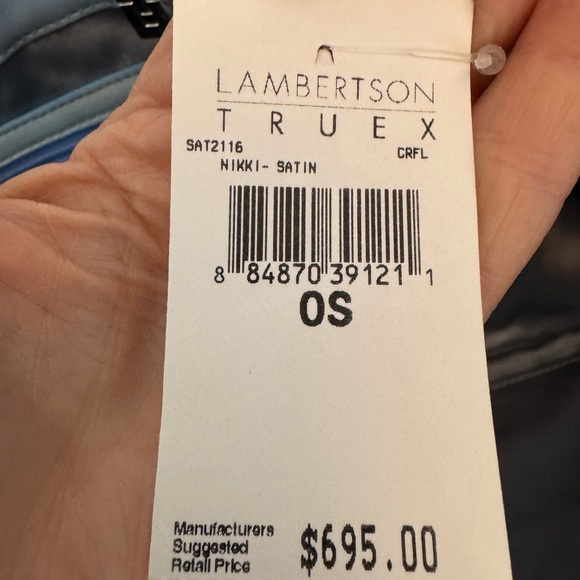 LAMBERTSON
TRUEX
SAT2116 CRFL
NIKKI- SATIN
8 84870 39121 1
OS
Manufacturers
Suggested
Retail Price
$695.00